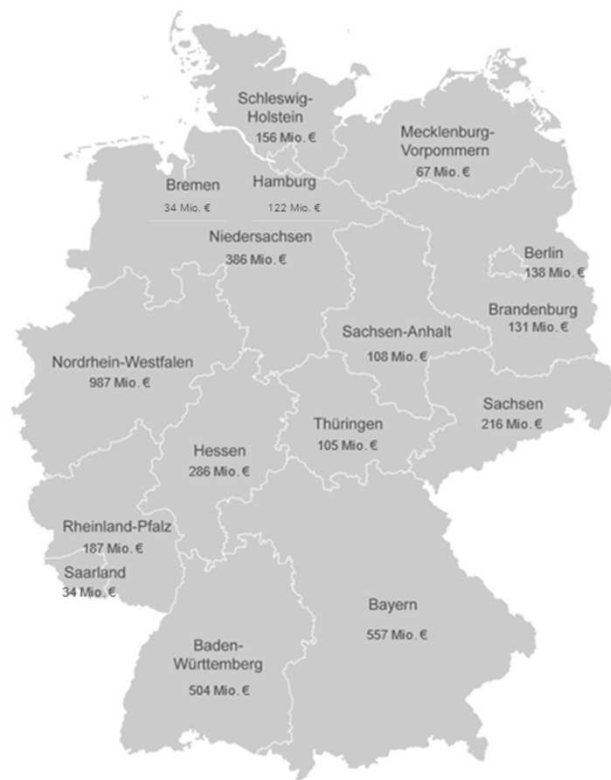 Schleswig-
Holstein
156 Mio. €
Mecklenburg-
Vorpommern
67 Mio. €
Bremen
34 Mio. €
Hamburg
122 Mio. €
Niedersachsen
386 Mio. €
Berlin
138 Mio. €
Brandenburg
131 Mio. €
Sachsen-Anhalt
108 Mio. €
Nordrhein-Westfalen
987 Mio. €
Sachsen
216 Mio. €
Thüringen
105 Mio. €
Hessen
286 Mio. €
Rheinland-Pfalz
187 Mio. €
Saarland
34 Mio. €
Bayern
557 Mio. €
Baden-
Württemberg
504 Mio. €